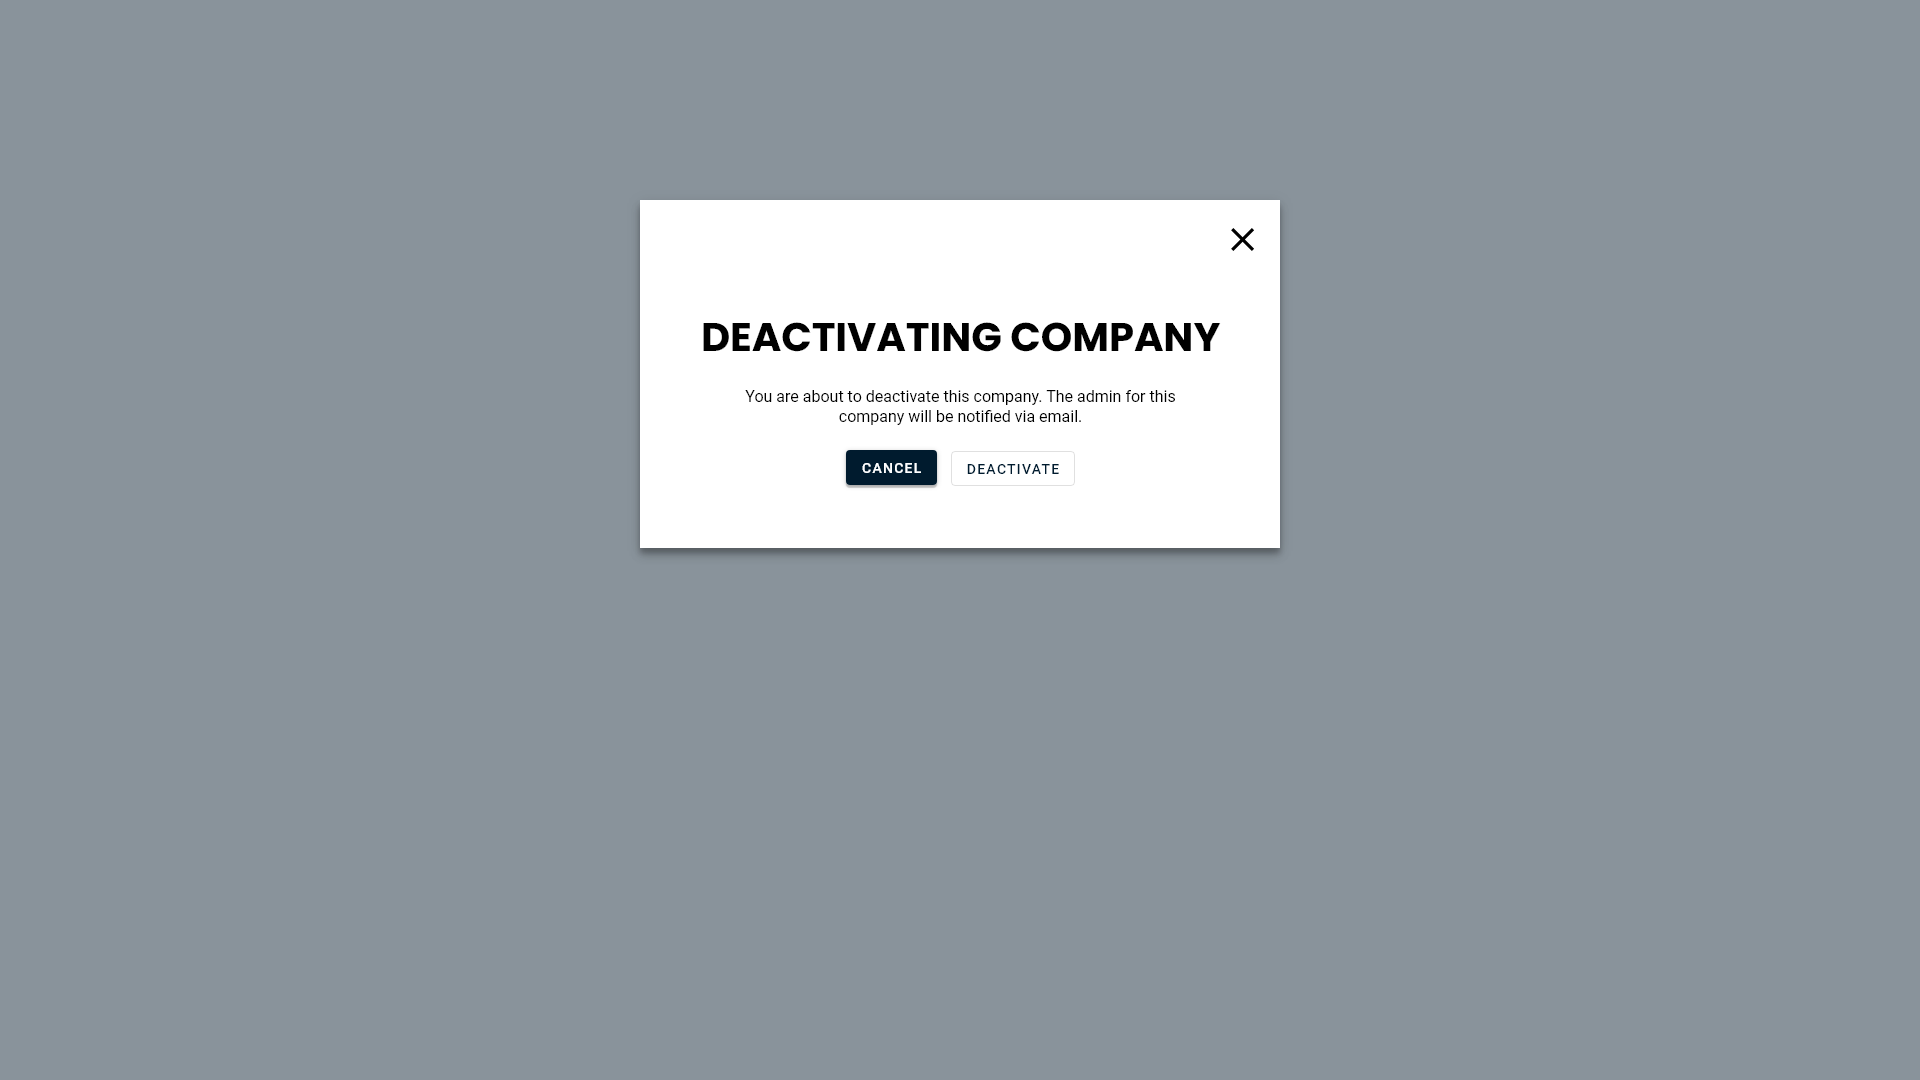 DEACTIVATING COMPANY
You are about to deactivate this company. The admin for this
company will be notified via email.
CANCEL DEACTIVATE